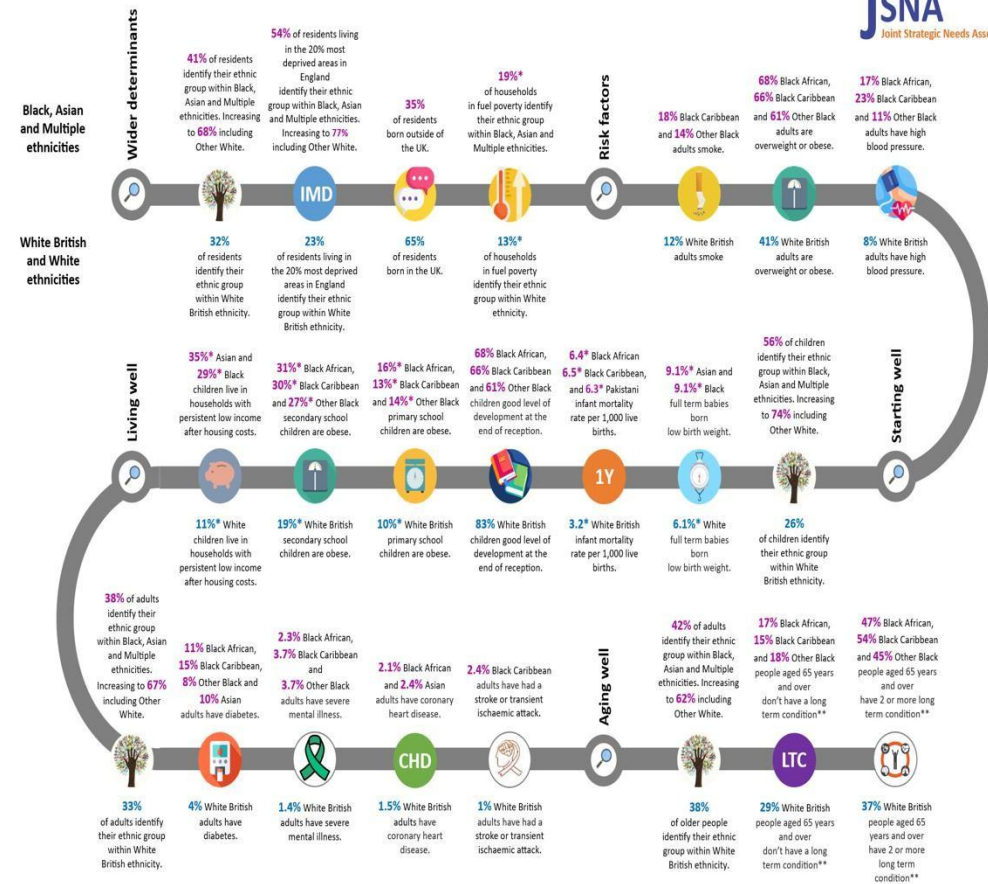 JSNA
Joint Strategic Needs
Black, Asian
and Multiple
ethnicities
White British
and White
ethnicities
Wider determinants
41% of residents
identify their ethnic
group within Black,
Asian and Multiple
ethnicities. Increasing
to 68% including
Other White.
54% of residents living
in the 20% most
deprived areas in
England
identify their ethnic
group within Black, Asian
and Multiple ethnicities.
Increasing to 77%
including Other White.
35%
of residents
born outside of
the UK.
19%*
of households
in fuel poverty identify
their ethnic group
within Black, Asian and
Multiple ethnicities.
Risk factors
18% Black Caribbean
and 14% Other Black
adults smoke.
68% Black African,
66% Black Caribbean
and 61% Other Black
adults are
overweight or obese.
17% Black African,
23% Black Caribbean
and 11% Other Black
adults have high
blood pressure.
IMD
32%
of residents
identify their
ethnic group
within White
British ethnicity.
23%
of residents living in
the 20% most deprived
areas in England
identify their ethnic
group within White
British ethnicity.
65%
of residents
born in the UK.
13%*
of households
in fuel poverty
identify their ethnic
group within White
ethnicity.
12% White British
adults smoke
41% White British
adults are
overweight or obese.
8% White British
adults have high
blood pressure.
Living well
35%* Asian and
29%* Black
children live in
households with
persistent low income
after housing costs.
31%* Black African,
30%* Black Caribbean
and 27%* Other Black
secondary school
children are obese.
16%* Black African,
13%* Black Caribbean
and 14%* Other Black
primary school
children are obese.
68% Black African,
66% Black Caribbean
and 61% Other Black
children good level of
development at the
end of reception.
6.4* Black African
6.5* Black Caribbean,
and 6.3* Pakistani
infant mortality
rate per 1,000 live
births.
9.1%* Asian and
9.1%* Black
full term babies
born
low birth weight.
56% of children
identify their ethnic
group within Black,
Asian and Multiple
ethnicities. Increasing
to 74% including
Other White.
Starting well
1Y
11%* White
children live in
households with
persistent low income
after housing costs.
19%* White British
secondary school
children are obese.
10%* White British
primary school
children are obese.
83% White British
children good level of
development at the
end of reception.
3.2* White British
infant mortality
rate per 1,000 live
births.
6.1%* White
full term babies
born
low birth weight.
26%
of children identify
their ethnic group
within White
British ethnicity.
38% of adults
identify their
ethnic group
within Black, Asian
and Multiple
ethnicities.
Increasing to 67%
including Other
White.
11% Black African,
15% Black Caribbean,
8% Other Black and
10% Asian
adults have diabetes.
2.3% Black African,
3.7% Black Caribbean
and
3.7% Other Black
adults have severe
mental illness.
2.1% Black African
and 2.4% Asian
adults have coronary
heart disease.
2.4% Black Caribbean
adults have had a
stroke or transient
ischaemic attack.
Aging well
42% of adults
identify their ethnic
group within Black,
Asian and Multiple
ethnicities. Increasing
to 62% including
Other White.
17% Black African,
15% Black Caribbean
and 18% Other Black
people aged 65 years
and over
don't have a long
term condition**
47% Black African,
54% Black Caribbean
and 45% Other Black
people aged 65 years
and over
have 2 or more long
term condition**
CHD
LTC
33%
of adults identify
their ethnic group
within White
British ethnicity.
4% White British
adults have
diabetes.
1.4% White British
adults have severe
mental illness.
1.5% White British
adults have
coronary heart
disease.
1% White British
adults have had a
stroke or transient
ischaemic attack.
38%
of older people
identify their ethnic
group within White
British ethnicity.
29% White British
people aged 65 years
and over
don't have a long
term condition**
37% White British
people aged 65
years and over
have 2 or more
long term
condition**